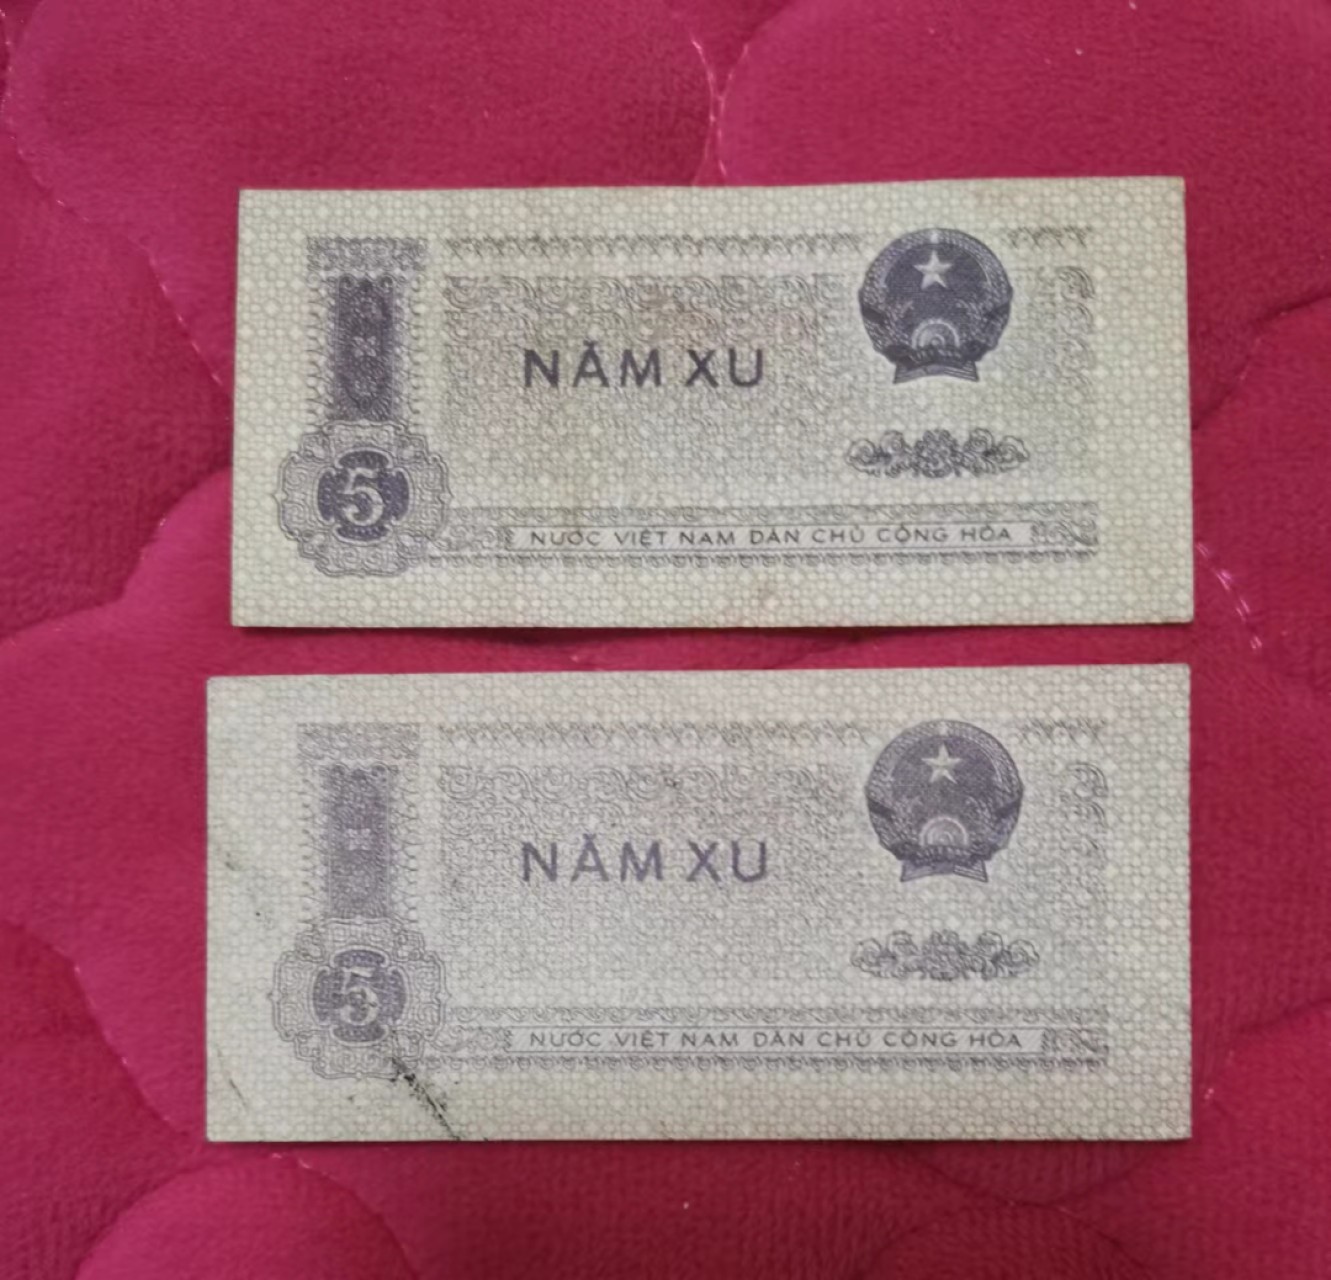 NĂM XU
5
NƯỚC VIỆT NAM DÂN CHỦ CỘNG HÒA
NĂM XU
5
NƯỚC VIỆT NAM DÂN CHỦ CỘNG HÒA